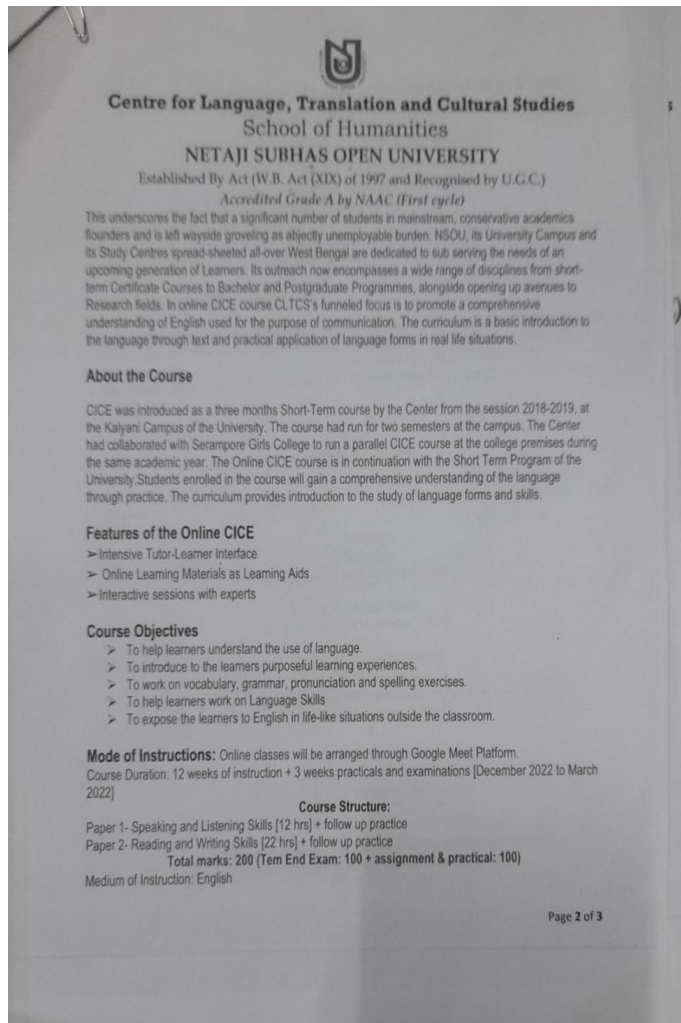 Centre for Language, Translation and Cultural Studies
School of Humanities
NETAJI SUBHAS OPEN UNIVERSITY
Established By Act (W.B. Act (XIX) of 1997 and Recognised by U.G.C.)
Accredited Grade A by NAAC (First cycle)
This underscores the fact that a significant number of students in mainstream, conservative academics
flounders and is left wayside groveling as abjectly unemployable burden. NSOU, its University Campus and
its Study Centres spread-sheeted all-over West Bengal are dedicated to sub serving the needs of an
upcoming generation of Learners. Its outreach now encompasses a wide range of disciplines from short-
term Certificate Courses to Bachelor and Postgraduate Programmes, alongside opening up avenues to
Research fields. In online CICE course CLTCS's funneled focus is to promote a comprehensive
understanding of English used for the purpose of communication. The curriculum is a basic introduction to
the language through text and practical application of language forms in real life situations.
About the Course
CICE was introduced as a three months Short-Term course by the Center from the session 2018-2019, at
the Kalyani Campus of the University. The course had run for two semesters at the campus. The Center
had collaborated with Serampore Girls College to run a parallel CICE course at the college premises during
the same academic year. The Online CICE course is in continuation with the Short Term Program of the
University.Students enrolled in the course will gain a comprehensive understanding of the language
through practice. The curriculum provides introduction to the study of language forms and skills.
Features of the Online CICE
➢Intensive Tutor-Learner Interface
➢ Online Learning Materials as Learning Aids
➢Interactive sessions with experts
Course Objectives
➢ To help learners understand the use of language.
➢ To introduce to the learners purposeful learning experiences.
➢ To work on vocabulary, grammar, pronunciation and spelling exercises.
➢ To help learners work on Language Skills
➢ To expose the learners to English in life-like situations outside the classroom.
Mode of Instructions: Online classes will be arranged through Google Meet Platform.
Course Duration: 12 weeks of instruction + 3 weeks practicals and examinations [December 2022 to March
2022]
Course Structure:
Paper 1- Speaking and Listening Skills [12 hrs] + follow up practice
Paper 2- Reading and Writing Skills [22 hrs] + follow up practice
Total marks: 200 (Tem End Exam: 100 + assignment & practical: 100)
Medium of Instruction: English
Page 2 of 3